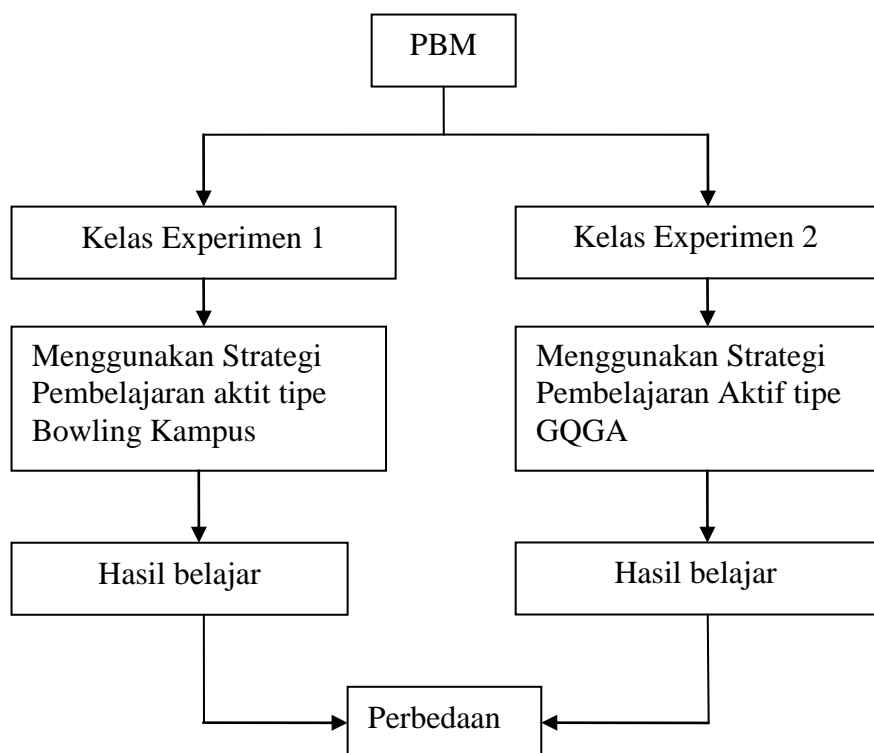 PBM
Kelas Experimen 1
Kelas Experimen 2
Menggunakan Strategi
Pembelajaran aktit tipe
Bowling Kampus
Menggunakan Strategi
Pembelajaran Aktif tipe
GQGA
Hasil belajar
Hasil belajar
Perbedaan